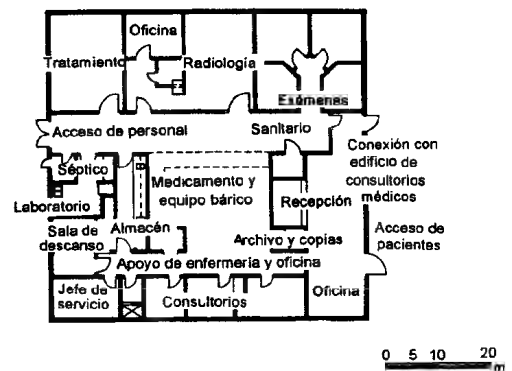 Oficina
Tratamiento
Radiología
Exámenes
Acceso de personal
Sanitario
Conexión con
edificio de
consultorios
médicos
Séptico
Medicamento y
equipo bárico
Laboratorio
Recepción
Sala de
descanso
Almacén
Archivo y copias
Acceso de
pacientes
Apoyo de enfermería y oficina
Jefe de
servicio
Consultorios
Oficina
0 5 10 20
m